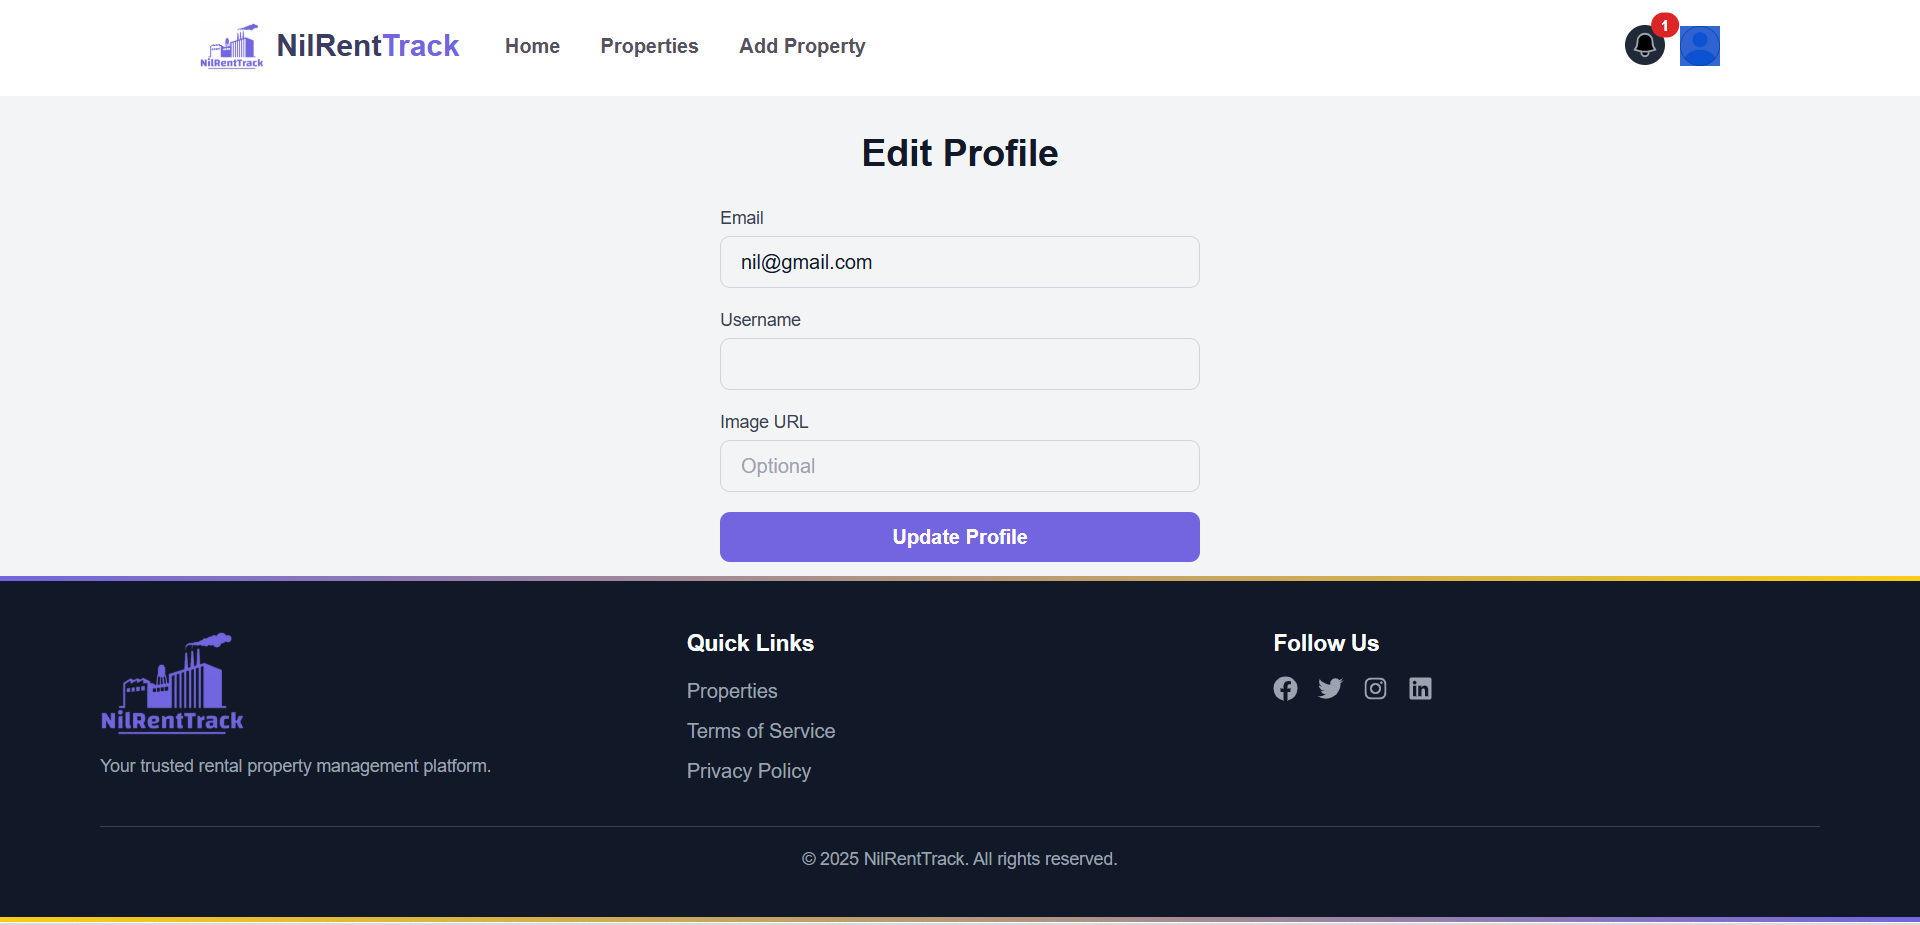 NilRentTrack
NilRentTrack
Home
Properties
Add Property
1
Edit Profile
Email
nil@gmail.com
Username
Image URL
Optional
Update Profile
NilRentTrack
Your trusted rental property management platform.
Quick Links
Properties
Terms of Service
Privacy Policy
Follow Us
© 2025 NilRentTrack. All rights reserved.